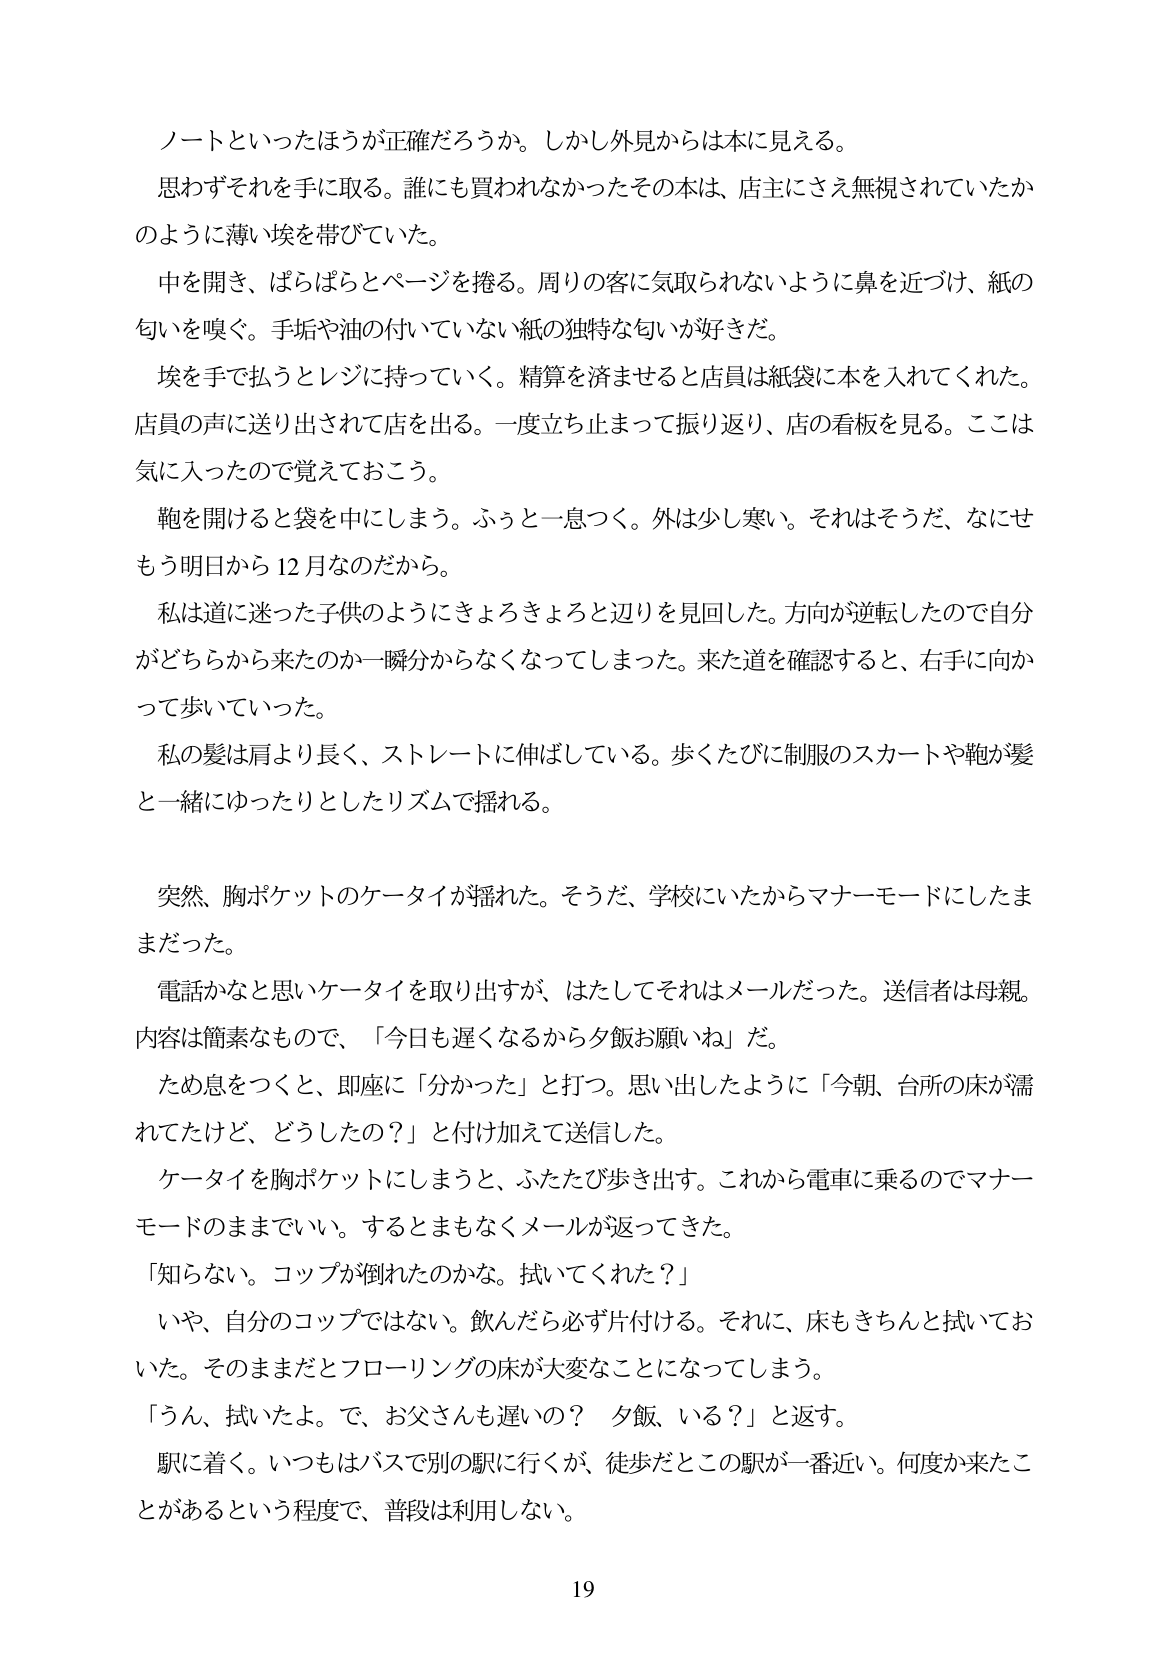 ノートといったほうが正確だろうか。しかし外見からは本に見える。
　思わずそれを手に取る。誰にも買われなかったその本は、店主にさえ無視されていたか
のように薄い埃を帯びていた。
　中を開き、ぱらぱらとページを捲る。周りの客に気取られないように鼻を近づけ、紙の
匂いを嗅ぐ。手垢や油の付いていない紙の独特な匂いが好きだ。
　埃を手で払うとレジに持っていく。精算を済ませると店員は紙袋に本を入れてくれた。
店員の声に送り出されて店を出る。一度立ち止まって振り返り、店の看板を見る。ここは
気に入ったので覚えておこう。
　鞄を開けると袋を中にしまう。ふぅと一息つく。外は少し寒い。それはそうだ、なにせ
もう明日から 12 月なのだから。
　私は道に迷った子供のようにきょろきょろと辺りを見回した。方向が逆転したので自分
がどちらから来たのか一瞬分からなくなってしまった。来た道を確認すると、右手に向か
って歩いていった。
　私の髪は肩より長く、ストレートに伸ばしている。歩くたびに制服のスカートや鞄が髪
と一緒にゆったりとしたリズムで揺れる。
　突然、胸ポケットのケータイが揺れた。そうだ、学校にいたからマナーモードにしたま
まだった。
　電話かなと思いケータイを取り出すが、はたしてそれはメールだった。送信者は母親。
内容は簡素なもので、「今日も遅くなるから夕飯お願いね」だ。
　ため息をつくと、即座に「分かった」と打つ。思い出したように「今朝、台所の床が濡
れてたけど、どうしたの？」と付け加えて送信した。
　ケータイを胸ポケットにしまうと、ふたたび歩き出す。これから電車に乗るのでマナー
モードのままでいい。するとまもなくメールが返ってきた。
「知らない。コップが倒れたのかな。拭いてくれた？」
　いや、自分のコップではない。飲んだら必ず片付ける。それに、床もきちんと拭いてお
いた。そのままだとフローリングの床が大変なことになってしまう。
「うん、拭いたよ。で、お父さんも遅いの？　夕飯、いる？」と返す。
　駅に着く。いつもはバスで別の駅に行くが、徒歩だとこの駅が一番近い。何度か来たこ
とがあるという程度で、普段は利用しない。
19